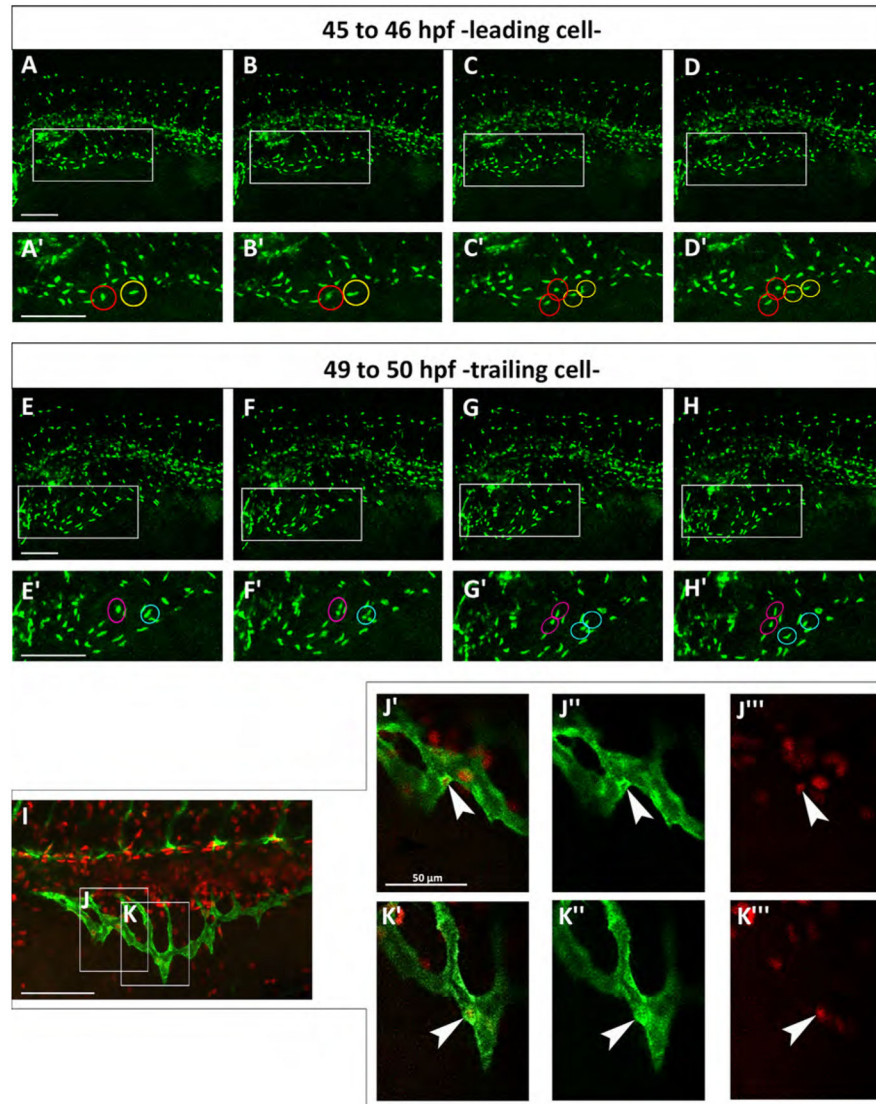 45 to 46 hpf -leading cell-
A B C D
A' B' C' D'
49 to 50 hpf -trailing cell-
E F G H
E' F' G' H'
J' J'' J'''
I
J K
50 µm
K' K'' K'''